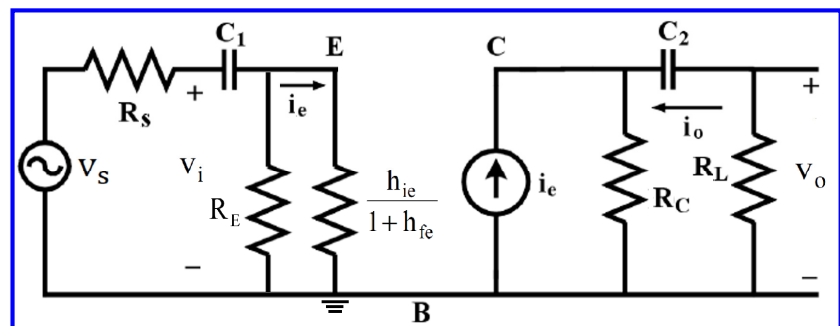 C1 E C C2
RS + ie io +
VS Vi RE hie ie RC RL Vo
1 + hfe
− −
B